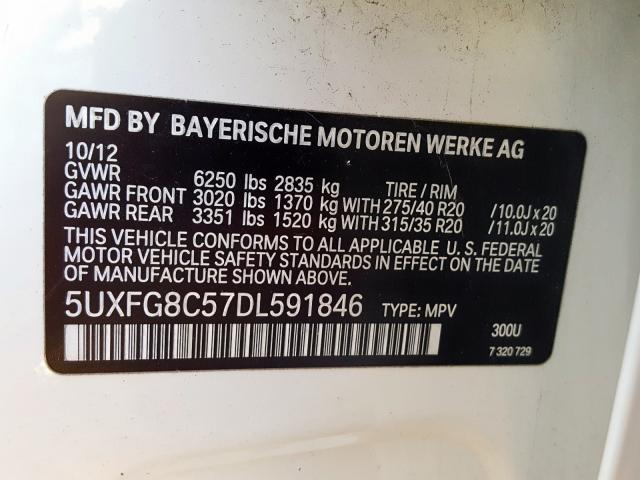 MFD BY BAYERISCHE MOTOREN WERKE AG
10/12
GVWR 6250 lbs 2835 kg TIRE / RIM
GAWR FRONT 3020 lbs 1370 kg WITH 275/40 R20 /10.0J x 20
GAWR REAR 3351 lbs 1520 kg WITH 315/35 R20 /11.0J x 20
THIS VEHICLE CONFORMS TO ALL APPLICABLE U. S. FEDERAL
MOTOR VEHICLE SAFETY STANDARDS IN EFFECT ON THE DATE
OF MANUFACTURE SHOWN ABOVE.
5UXFG8C57DL591846 TYPE: MPV
300U
7 320 729